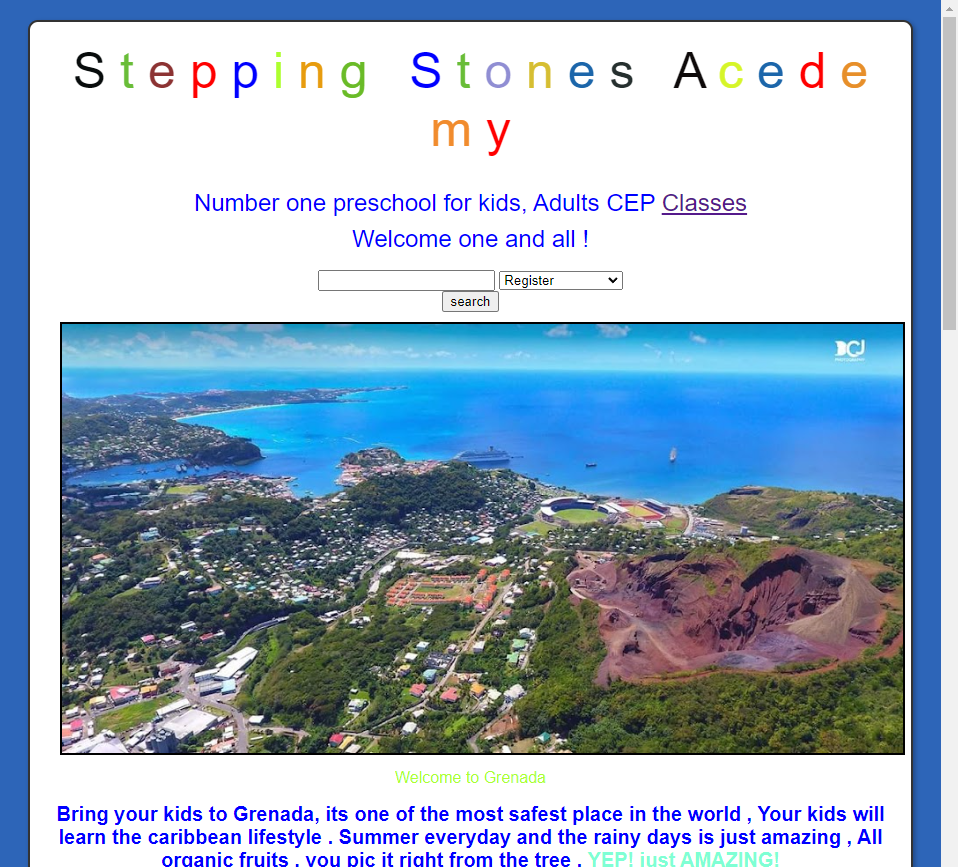 Stepping Stones Acede
my
Number one preschool for kids, Adults CEP Classes
Welcome one and all !
Register
search
DGJ
Welcome to Grenada
Bring your kids to Grenada, its one of the most safest place in the world , Your kids will
learn the caribbean lifestyle . Summer everyday and the rainy days is just amazing , All
organic fruits , you pic it right from the tree . YEP! just AMAZING!